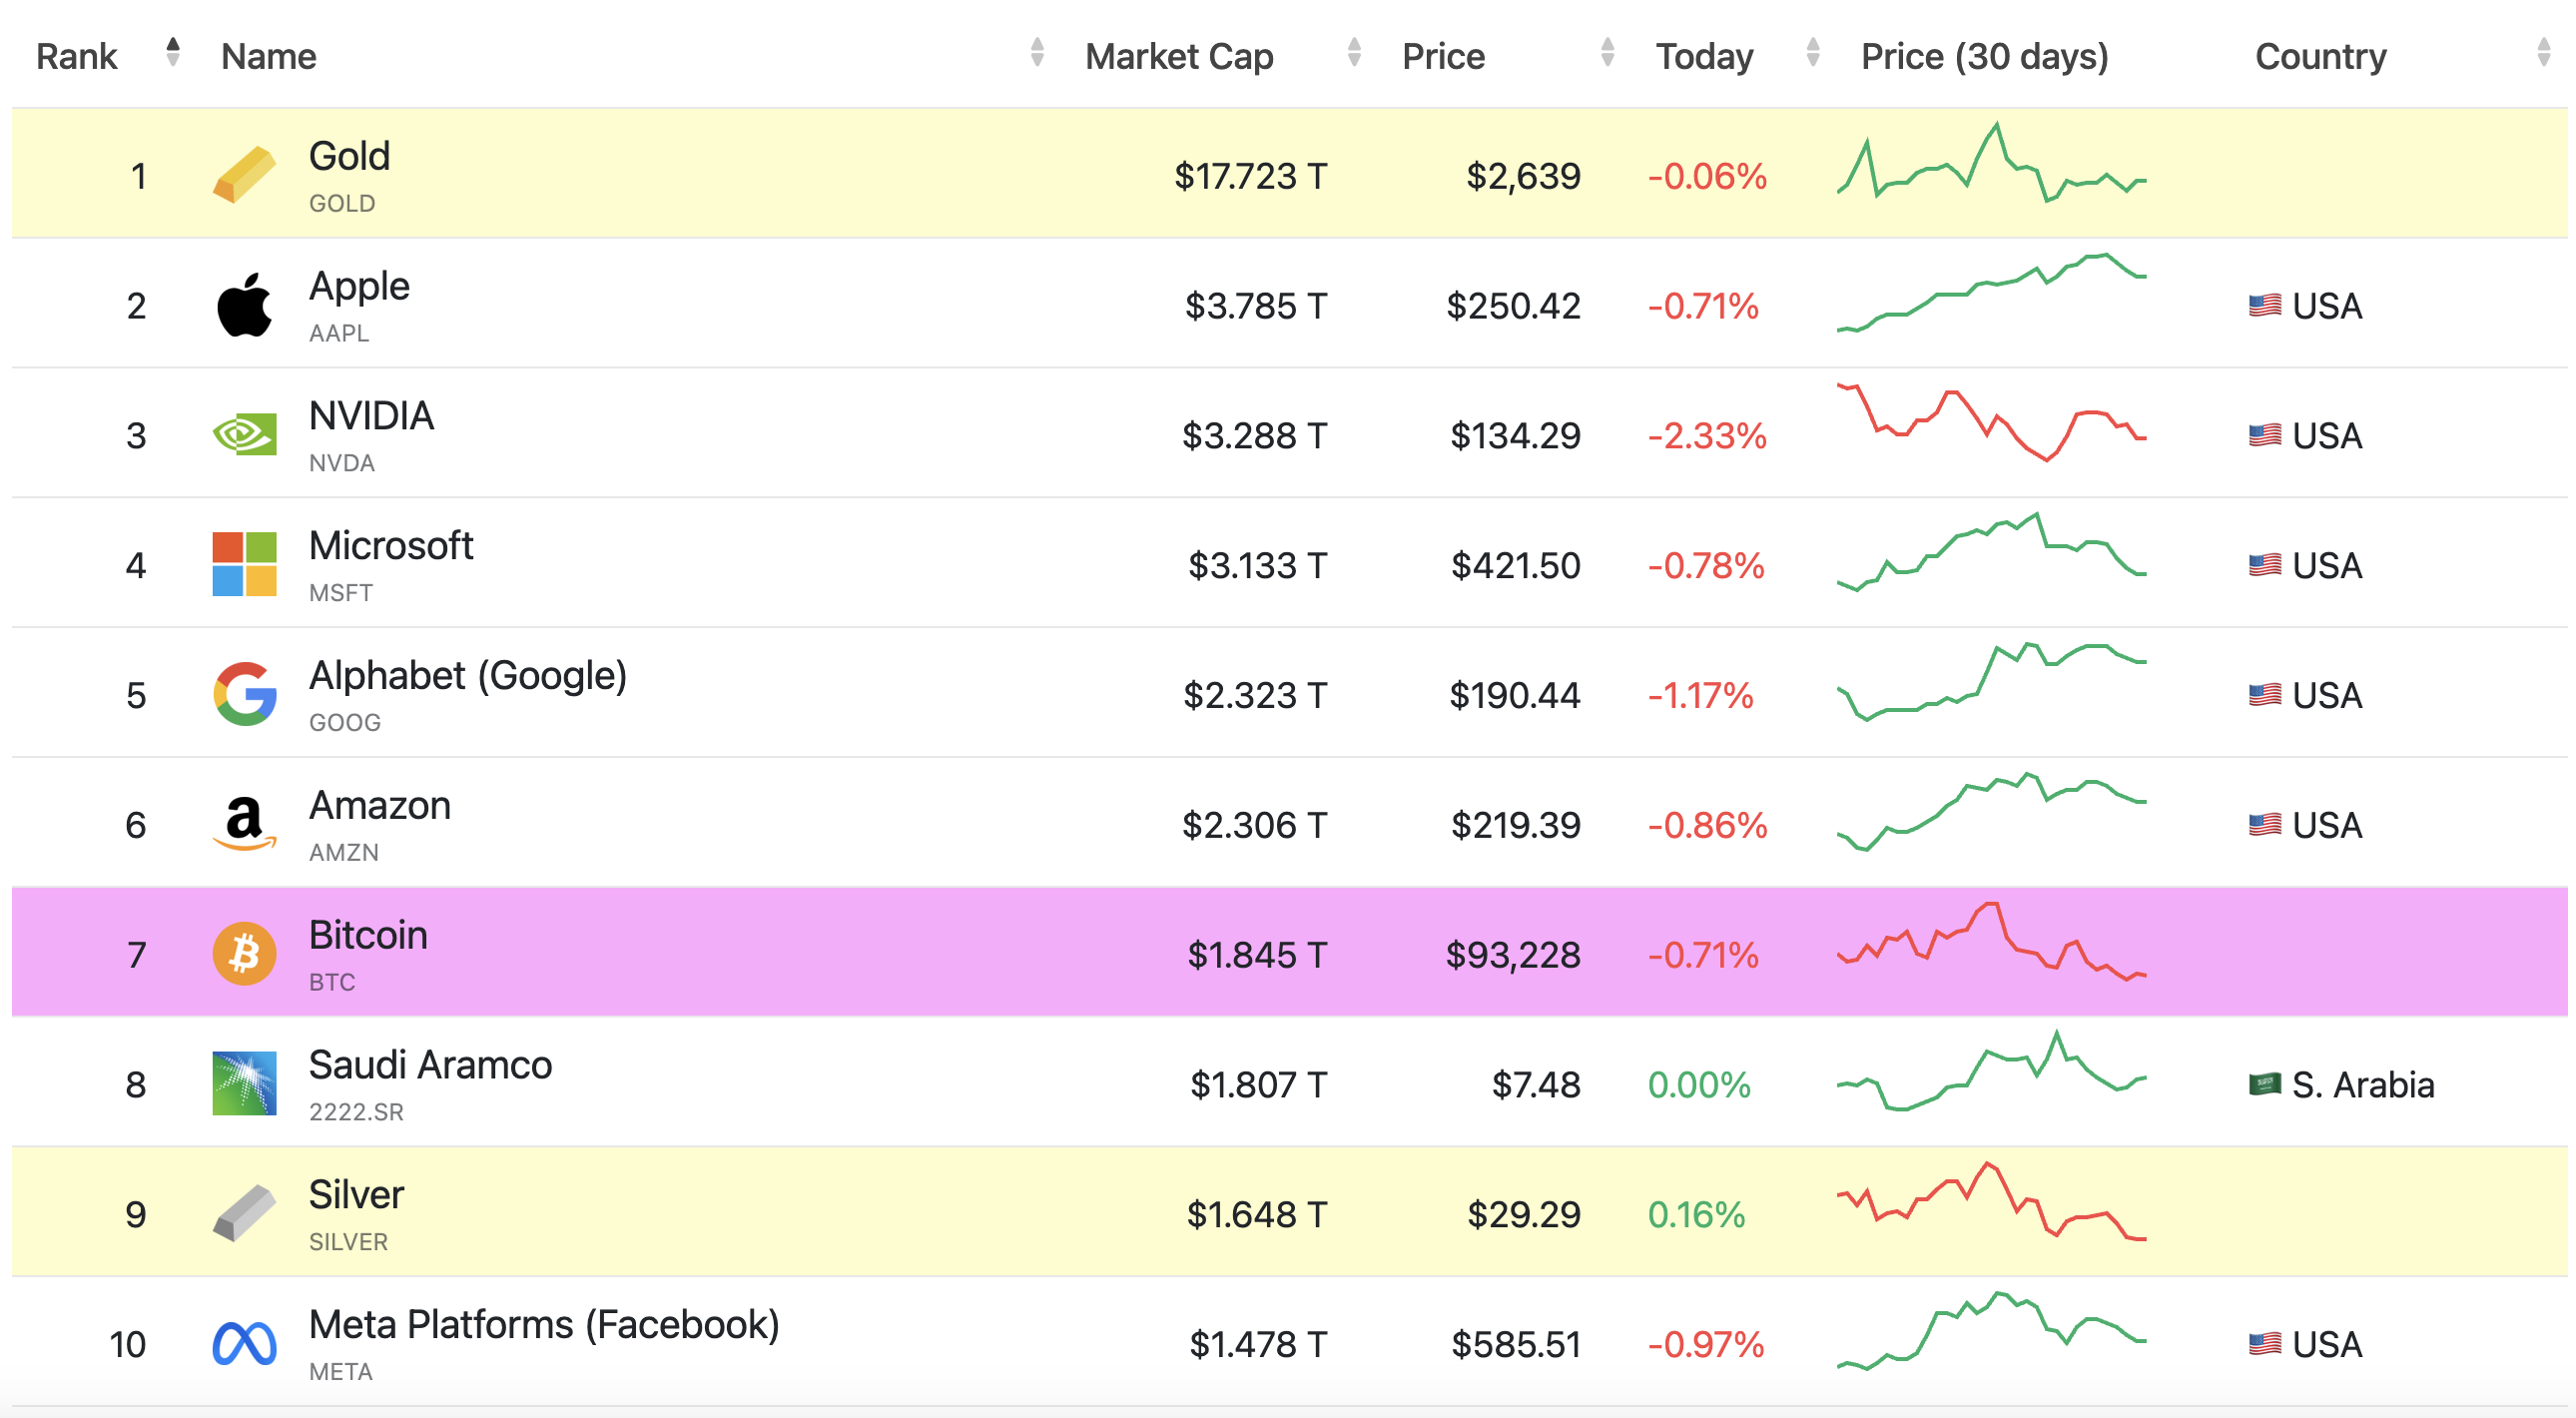 Rank Name Market Cap Price Today Price (30 days) Country
1 Gold $17.723 T $2,639 -0.06%
GOLD
2 Apple $3.785 T $250.42 -0.71% USA
AAPL
3 NVIDIA $3.288 T $134.29 -2.33% USA
NVDA
4 Microsoft $3.133 T $421.50 -0.78% USA
MSFT
5 Alphabet (Google) $2.323 T $190.44 -1.17% USA
GOOG
6 Amazon $2.306 T $219.39 -0.86% USA
AMZN
7 Bitcoin $1.845 T $93,228 -0.71%
BTC
8 Saudi Aramco $1.807 T $7.48 0.00% S. Arabia
2222.SR
9 Silver $1.648 T $29.29 0.16%
SILVER
10 Meta Platforms (Facebook) $1.478 T $585.51 -0.97% USA
META